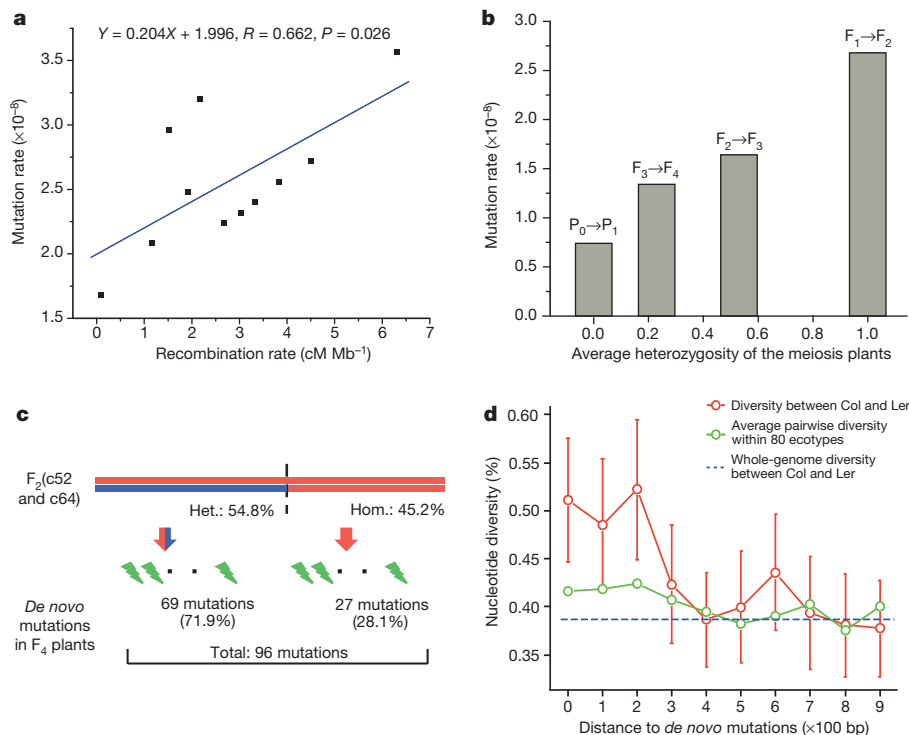 a
Y = 0.204X + 1.996, R = 0.662, P = 0.026
Mutation rate (×10⁻⁸)
3.5
3.0
2.5
2.0
1.5
0 1 2 3 4 5 6 7
Recombination rate (cM Mb⁻¹)
b
Mutation rate (×10⁻⁸)
3.0
2.5
2.0
1.5
1.0
0.5
0.0
P₀→P₁
F₃→F₄
F₂→F₃
F₁→F₂
0.0 0.2 0.4 0.6 0.8 1.0
Average heterozygosity of the meiosis plants
c
F₂(c52
and c64)
Het.: 54.8%
Hom.: 45.2%
De novo
mutations
in F₄ plants
69 mutations
(71.9%)
27 mutations
(28.1%)
Total: 96 mutations
d
Diversity between Col and Ler
Average pairwise diversity
within 80 ecotypes
Whole-genome diversity
between Col and Ler
Nucleotide diversity (%)
0.60
0.55
0.50
0.45
0.40
0.35
0 1 2 3 4 5 6 7 8 9
Distance to de novo mutations (×100 bp)